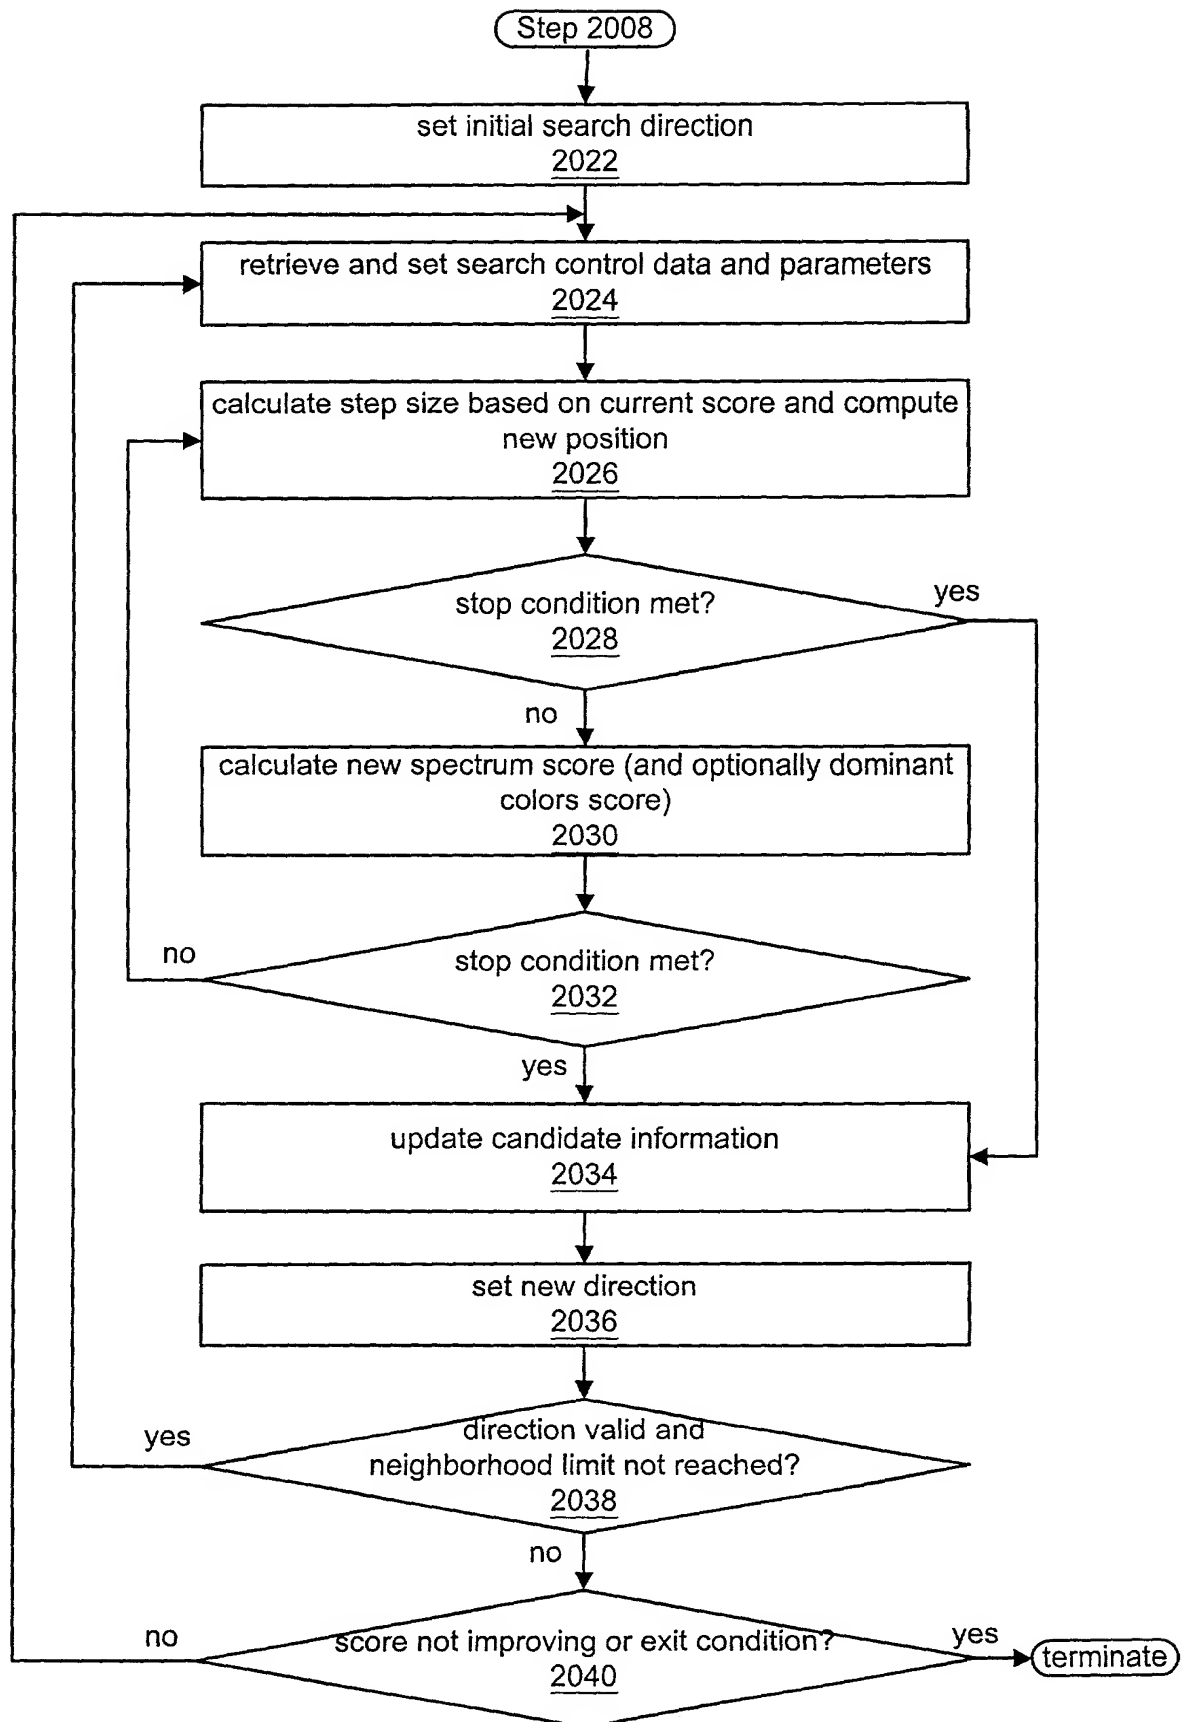 Step 2008
set initial search direction
2022
retrieve and set search control data and parameters
2024
calculate step size based on current score and compute
new position
2026
stop condition met?
2028
yes
no
calculate new spectrum score (and optionally dominant
colors score)
2030
stop condition met?
2032
no
yes
update candidate information
2034
set new direction
2036
direction valid and
neighborhood limit not reached?
2038
yes
no
score not improving or exit condition?
2040
no
yes
terminate